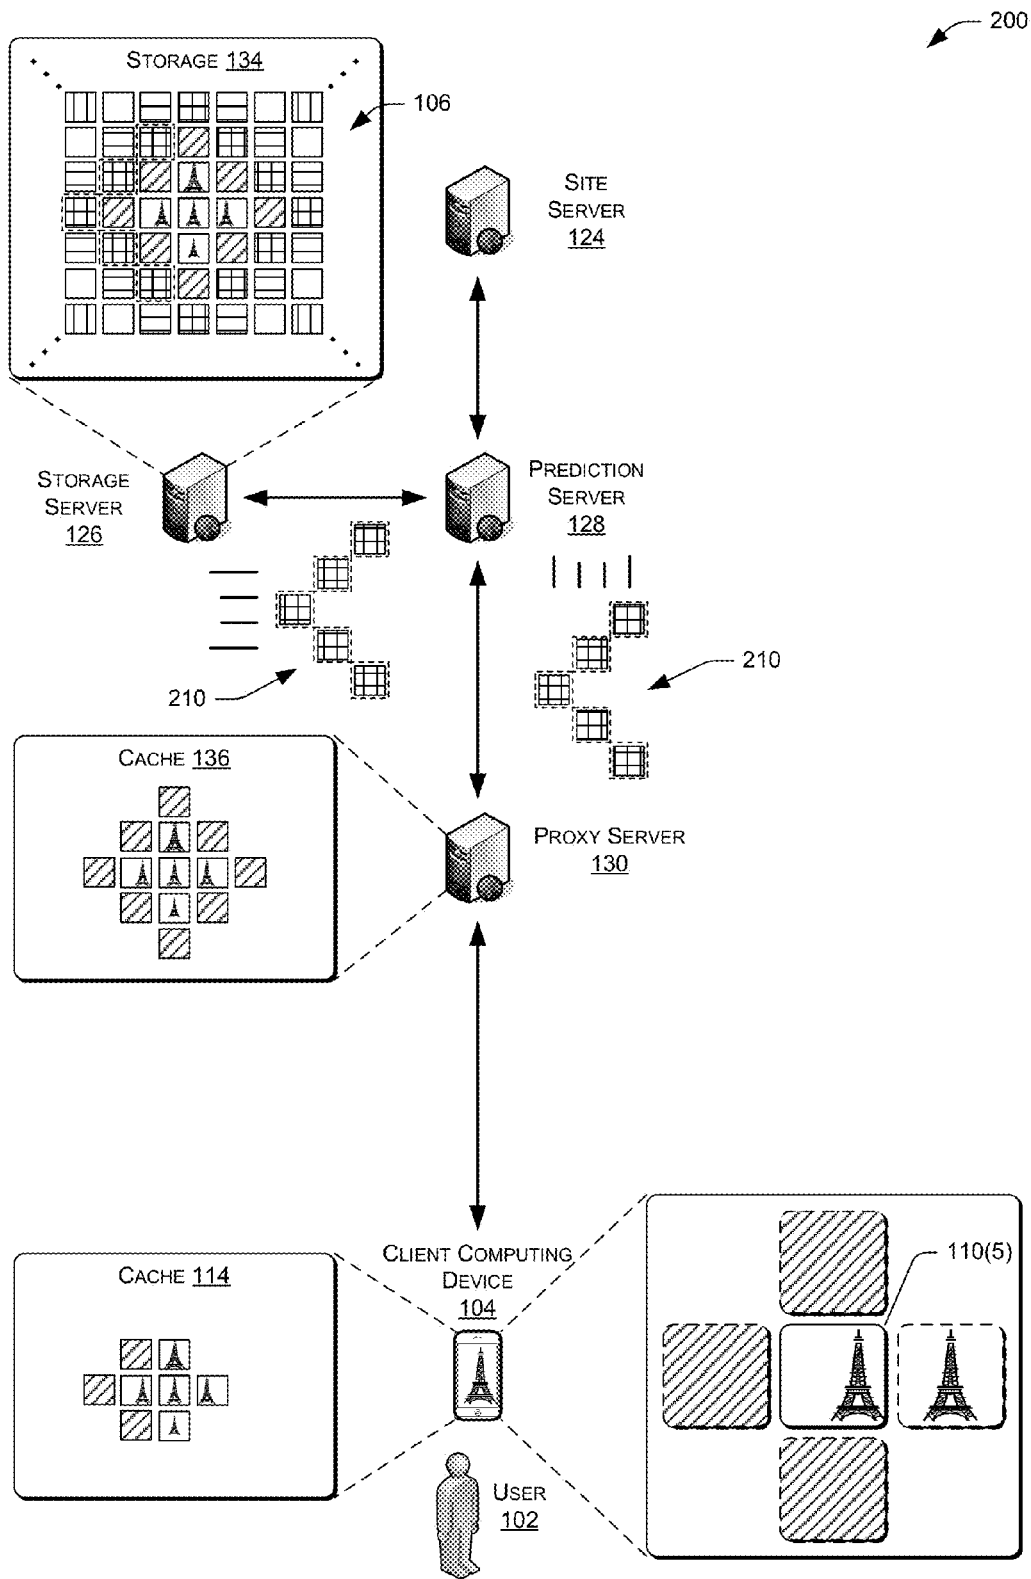 200
STORAGE 134
106
SITE
SERVER
124
STORAGE
SERVER
126
PREDICTION
SERVER
128
210
210
CACHE 136
PROXY SERVER
130
CLIENT COMPUTING
DEVICE
104
110(5)
CACHE 114
USER
102